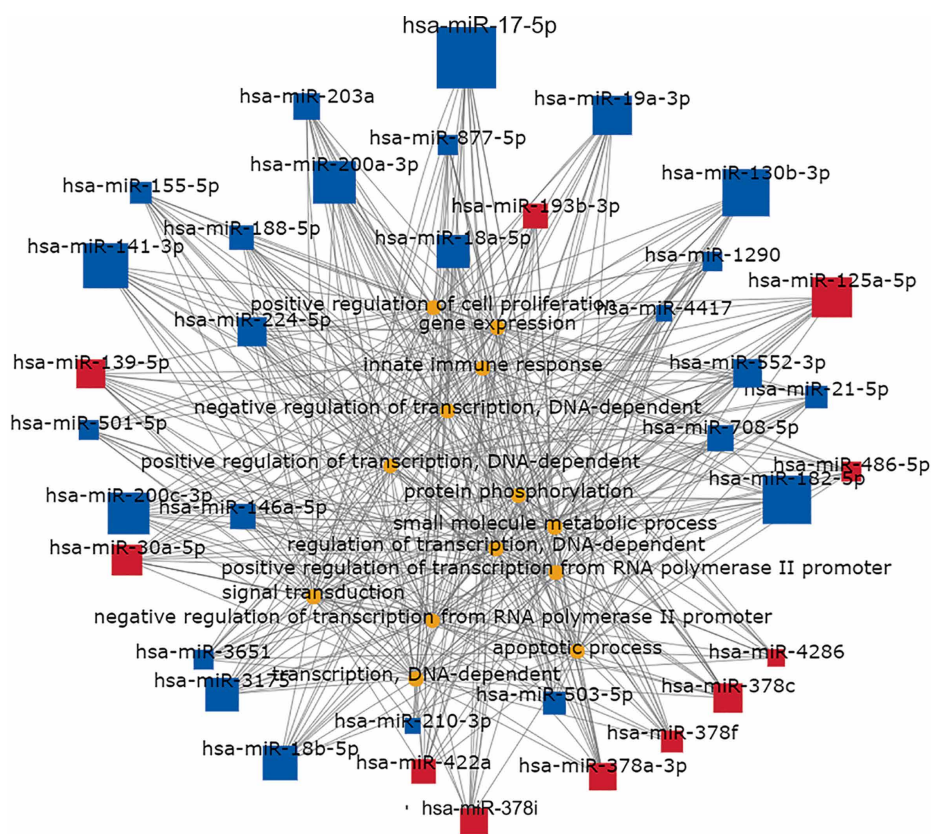 hsa-miR-17-5p
hsa-miR-203a
hsa-miR-19a-3p
hsa-miR-877-5p
hsa-miR-200a-3p
hsa-miR-130b-3p
hsa-miR-155-5p
hsa-miR-193b-3p
hsa-miR-188-5p
hsa-miR-18a-5p
hsa-miR-141-3p
hsa-miR-1290
hsa-miR-125a-5p
positive regulation of cell proliferation
hsa-miR-4417
hsa-miR-224-5p
gene expression
hsa-miR-139-5p
innate immune response
hsa-miR-552-3p
hsa-miR-21-5p
negative regulation of transcription, DNA-dependent
hsa-miR-501-5p
hsa-miR-708-5p
positive regulation of transcription, DNA-dependent
hsa-miR-486-5p
hsa-miR-182-5p
protein phosphorylation
hsa-miR-200c-3p
hsa-miR-146a-5p
small molecule metabolic process
hsa-miR-30a-5p
regulation of transcription, DNA-dependent
positive regulation of transcription from RNA polymerase II promoter
signal transduction
negative regulation of transcription from RNA polymerase II promoter
apoptotic process
hsa-miR-3651
hsa-miR-4286
hsa-miR-3175
transcription, DNA-dependent
hsa-miR-378c
hsa-miR-503-5p
hsa-miR-210-3p
hsa-miR-378f
hsa-miR-18b-5p
hsa-miR-422a
hsa-miR-378a-3p
hsa-miR-378i